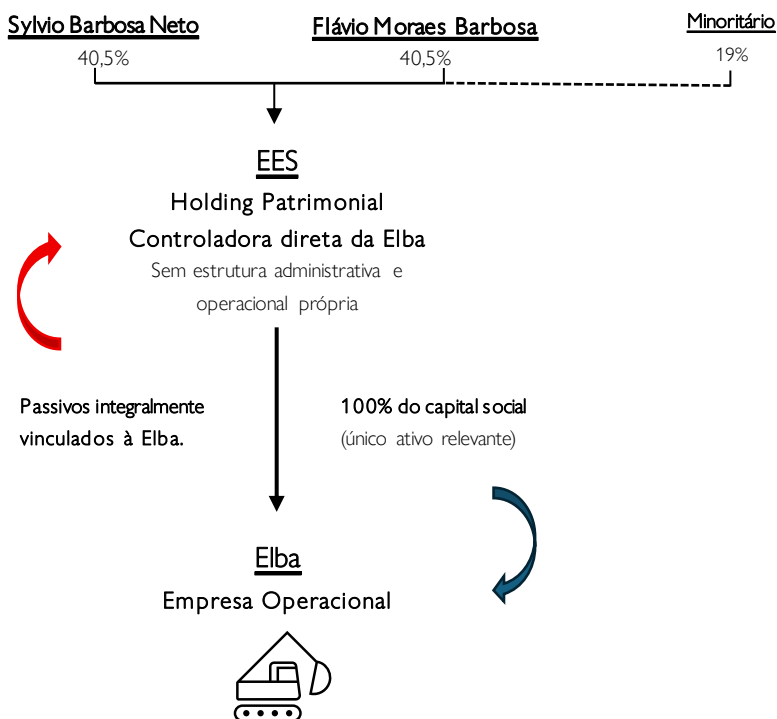 Sylvio Barbosa Neto
Flávio Moraes Barbosa
Minoritário
40,5%
40,5%
19%
EES
Holding Patrimonial
Controladora direta da Elba
Sem estrutura administrativa e
operacional própria
Passivos integralmente
vinculados à Elba.
100% do capital social
(único ativo relevante)
Elba
Empresa Operacional